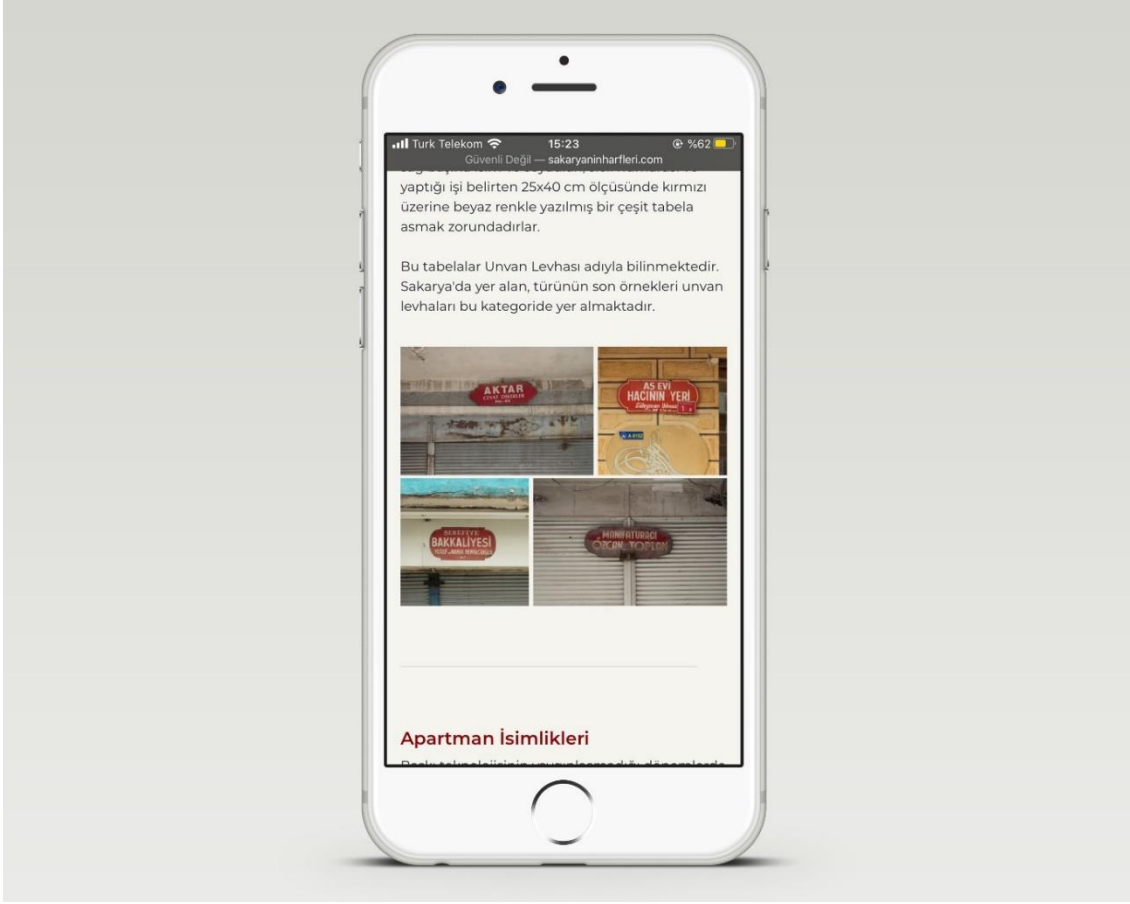 Turk Telekom 15:23 %62
Güvenli Değil — sakaryaninharfleri.com
yaptığı işi belirten 25x40 cm ölçüsünde kırmızı
üzerine beyaz renkle yazılmış bir çeşit tabela
asmak zorundadırlar.
Bu tabelalar Unvan Levhası adıyla bilinmektedir.
Sakarya'da yer alan, türünün son örnekleri unvan
levhaları bu kategoride yer almaktadır.
AKTAR
AŞ EVİ
HACININ YERİ
BAKKALİYESİ
MANİFATURACI
ÖZCAN TOPLAN
Apartman İsimlikleri